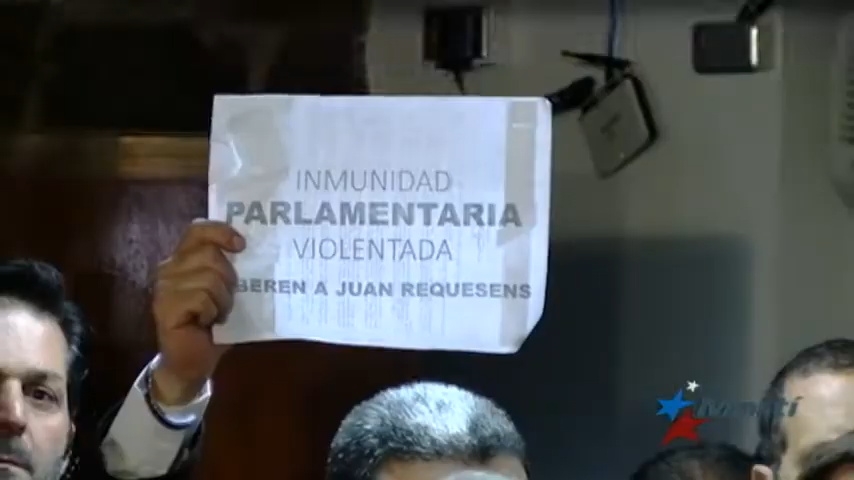 INMUNIDAD
PARLAMENTARIA
VIOLENTADA
BEREN A JUAN REQUESENS